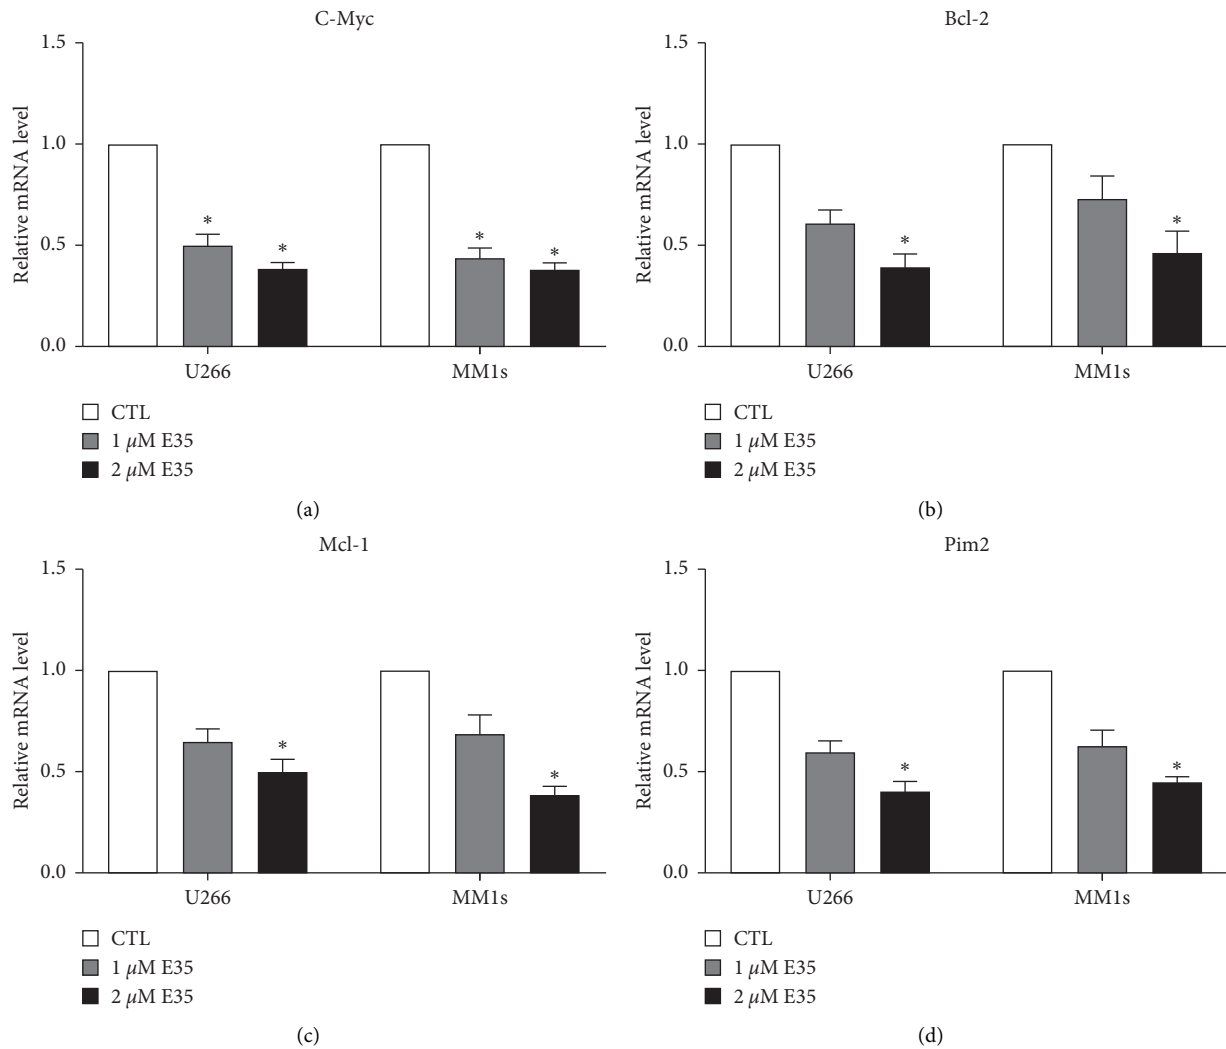 C-Myc
Relative mRNA level
1.5
1.0
0.5
0.0
*
*
*
*
U266
MM1s
CTL
1 μM E35
2 μM E35
(a)
Bcl-2
Relative mRNA level
1.5
1.0
0.5
0.0
*
*
U266
MM1s
CTL
1 μM E35
2 μM E35
(b)
Mcl-1
Relative mRNA level
1.5
1.0
0.5
0.0
*
*
U266
MM1s
CTL
1 μM E35
2 μM E35
(c)
Pim2
Relative mRNA level
1.5
1.0
0.5
0.0
*
*
U266
MM1s
CTL
1 μM E35
2 μM E35
(d)